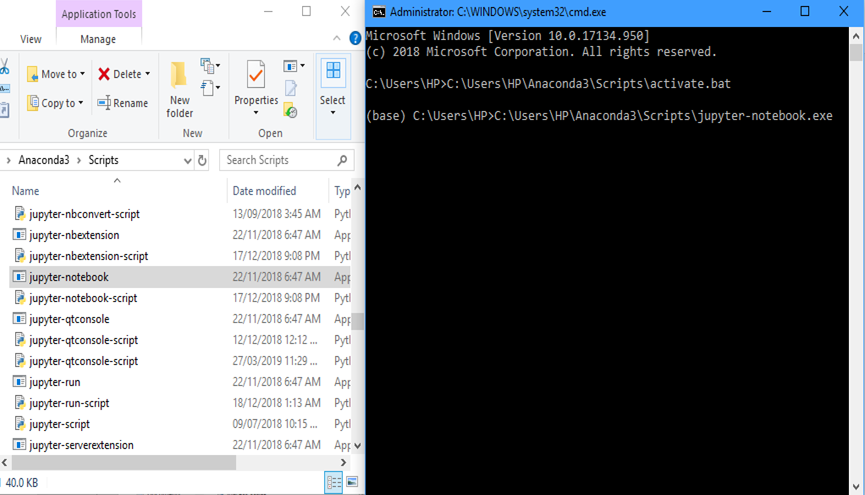 Application Tools
View
Manage
Move to
Copy to
Delete
Rename
New folder
Properties
Select
Organize
New
Open
Anaconda3 > Scripts
Search Scripts
Name Date modified Typ
jupyter-nbconvert-script 13/09/2018 3:45 AM Pytl
jupyter-nbextension 22/11/2018 6:47 AM App
jupyter-nbextension-script 17/12/2018 9:08 PM Pytl
jupyter-notebook 22/11/2018 6:47 AM App
jupyter-notebook-script 17/12/2018 9:08 PM Pytl
jupyter-qtconsole 22/11/2018 6:47 AM App
jupyter-qtconsole-script 12/12/2018 12:12 ... Pytl
jupyter-qtconsole-script 27/03/2019 11:29 ... Pytl
jupyter-run 22/11/2018 6:47 AM App
jupyter-run-script 18/12/2018 1:13 AM Pytl
jupyter-script 09/07/2018 10:15 ... Pytl
jupyter-serverextension 22/11/2018 6:47 AM App
40.0 KB
Administrator: C:\WINDOWS\system32\cmd.exe
Microsoft Windows [Version 10.0.17134.950]
(c) 2018 Microsoft Corporation. All rights reserved.
C:\Users\HP>C:\Users\HP\Anaconda3\Scripts\activate.bat
(base) C:\Users\HP>C:\Users\HP\Anaconda3\Scripts\jupyter-notebook.exe